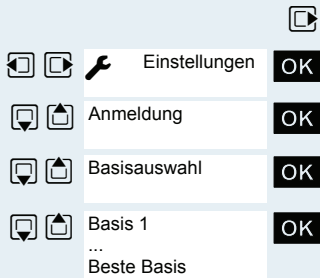 Einstellungen OK
Anmeldung OK
Basisauswahl OK
Basis 1 OK
...
Beste Basis